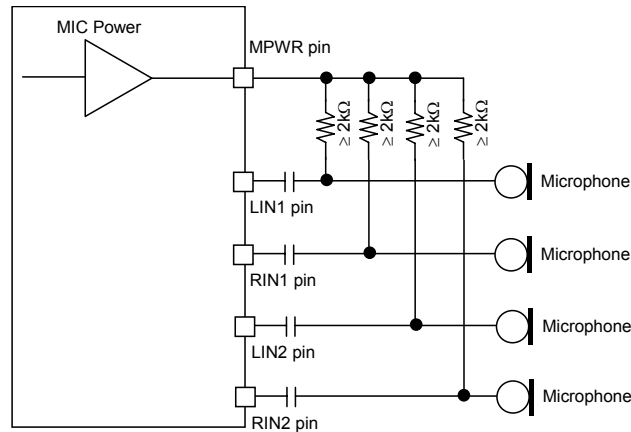 MIC Power
MPWR pin
≥ 2kΩ
≥ 2kΩ
≥ 2kΩ
≥ 2kΩ
Microphone
LIN1 pin
Microphone
RIN1 pin
Microphone
LIN2 pin
Microphone
RIN2 pin